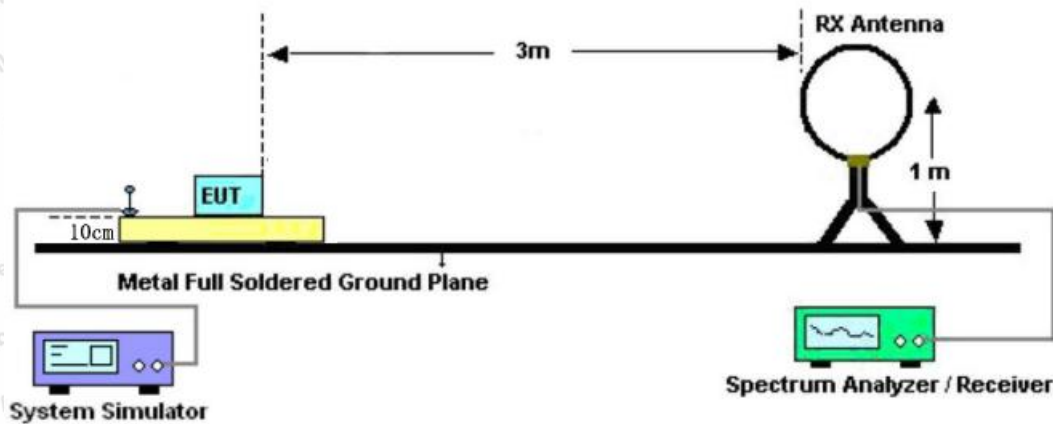 RX Antenna
3m
1 m
EUT
10cm
Metal Full Soldered Ground Plane
System Simulator
Spectrum Analyzer / Receiver